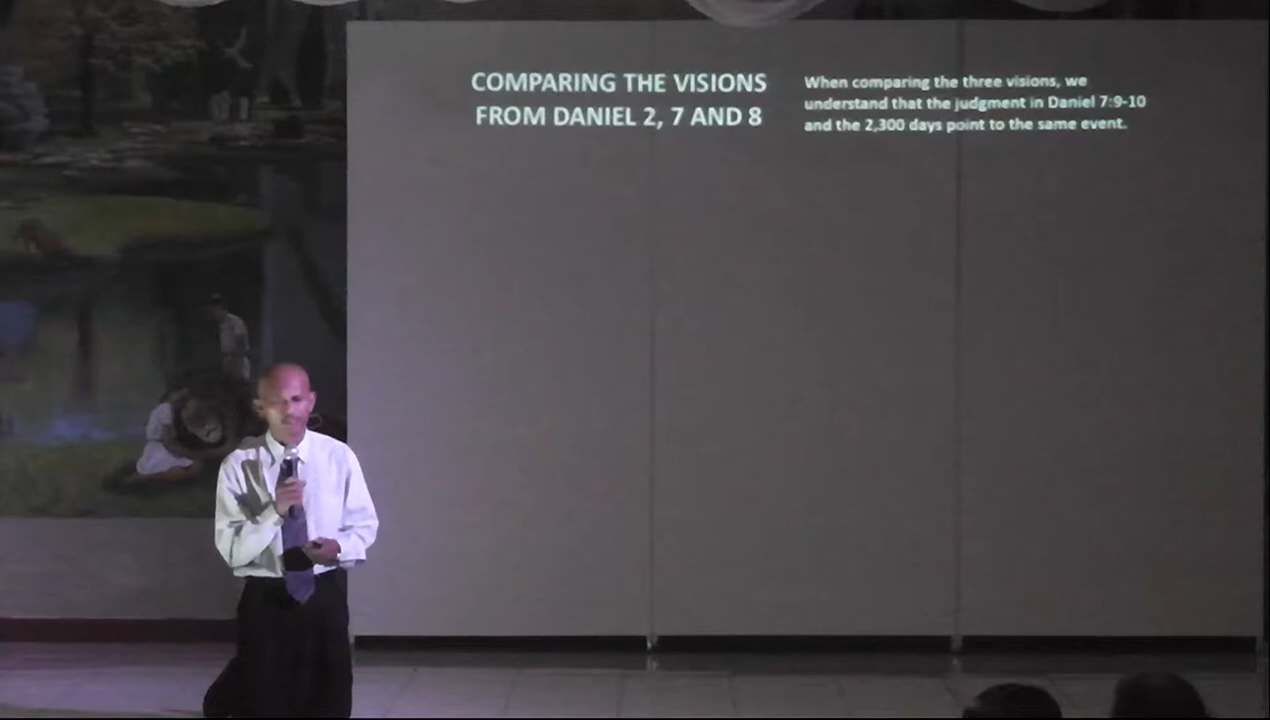 COMPARING THE VISIONS
FROM DANIEL 2, 7 AND 8
When comparing the three visions, we
understand that the judgment in Daniel 7:9-10
and the 2,300 days point to the same event.